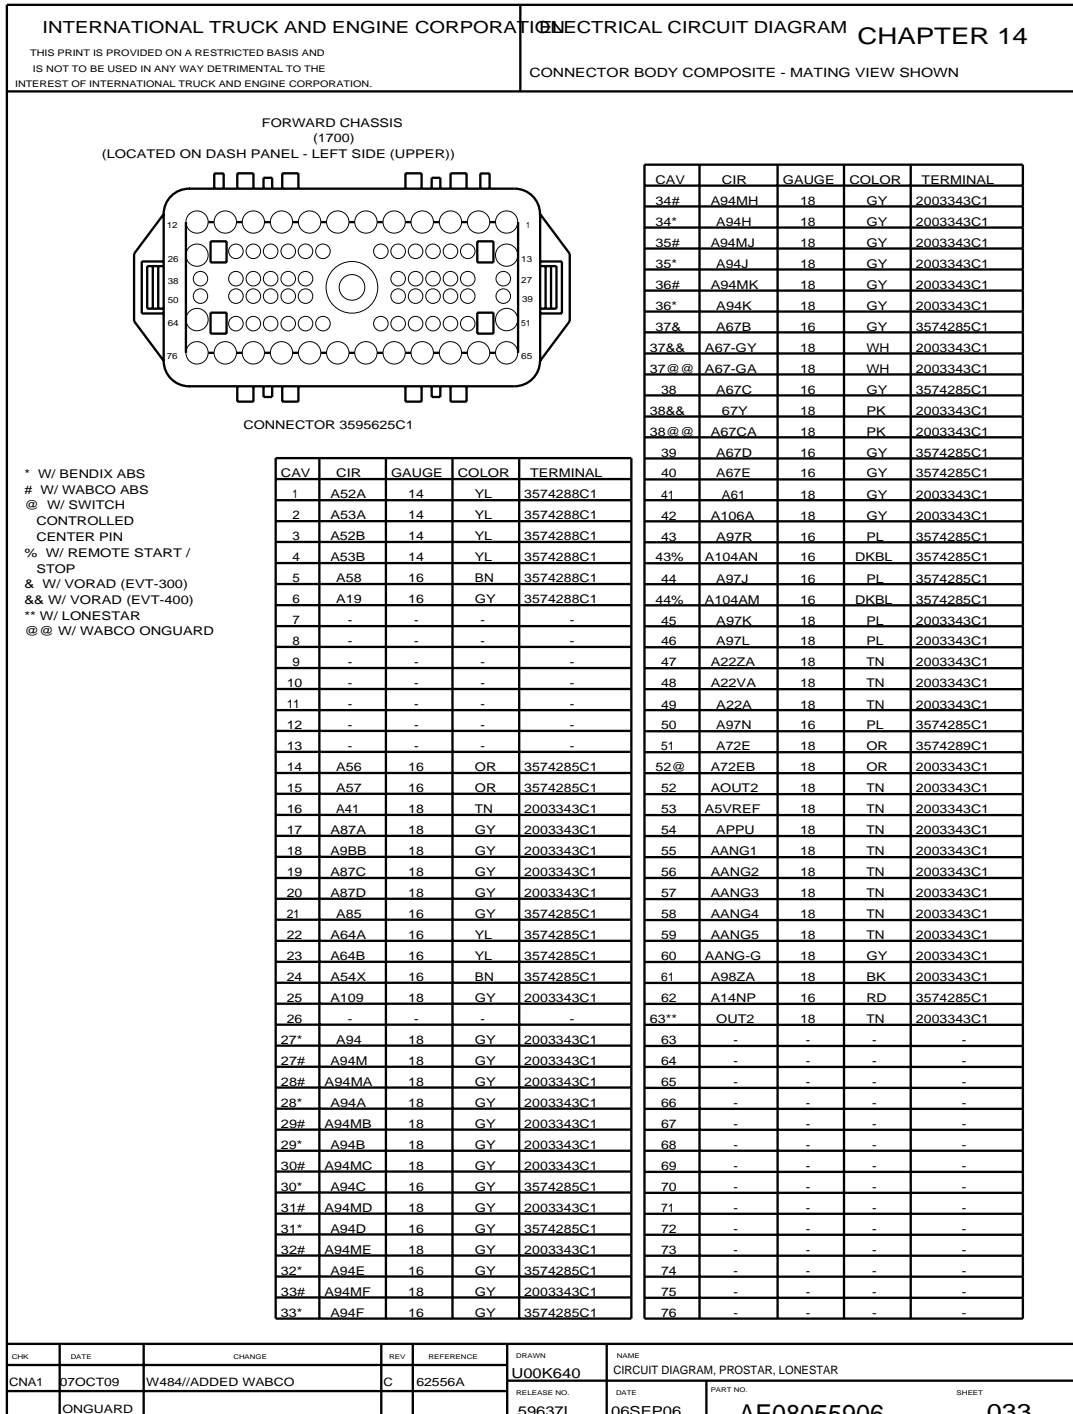 INTERNATIONAL TRUCK AND ENGINE CORPORATION
THIS PRINT IS PROVIDED ON A RESTRICTED BASIS AND
IS NOT TO BE USED IN ANY WAY DETRIMENTAL TO THE
INTEREST OF INTERNATIONAL TRUCK AND ENGINE CORPORATION.
ELECTRICAL CIRCUIT DIAGRAM
CHAPTER 14
CONNECTOR BODY COMPOSITE - MATING VIEW SHOWN
FORWARD CHASSIS
(1700)
(LOCATED ON DASH PANEL - LEFT SIDE (UPPER))
12 1
26 13
38 27
50 39
64 51
76 65
CONNECTOR 3595625C1
* W/ BENDIX ABS
# W/ WABCO ABS
@ W/ SWITCH
CONTROLLED
CENTER PIN
% W/ REMOTE START /
STOP
& W/ VORAD (EVT-300)
&& W/ VORAD (EVT-400)
** W/ LONESTAR
@@ W/ WABCO ONGUARD
CAV CIR GAUGE COLOR TERMINAL
1 A52A 14 YL 3574288C1
2 A53A 14 YL 3574288C1
3 A52B 14 YL 3574288C1
4 A53B 14 YL 3574288C1
5 A58 16 BN 3574288C1
6 A19 16 GY 3574288C1
7 - - - -
8 - - - -
9 - - - -
10 - - - -
11 - - - -
12 - - - -
13 - - - -
14 A56 16 OR 3574285C1
15 A57 16 OR 3574285C1
16 A41 18 TN 2003343C1
17 A87A 18 GY 2003343C1
18 A9BB 18 GY 2003343C1
19 A87C 18 GY 2003343C1
20 A87D 18 GY 2003343C1
21 A85 16 GY 3574285C1
22 A64A 16 YL 3574285C1
23 A64B 16 YL 3574285C1
24 A54X 16 BN 3574285C1
25 A109 18 GY 2003343C1
26 - - - -
27* A94 18 GY 2003343C1
27# A94M 18 GY 2003343C1
28# A94MA 18 GY 2003343C1
28* A94A 18 GY 2003343C1
29# A94MB 18 GY 2003343C1
29* A94B 18 GY 2003343C1
30# A94MC 18 GY 2003343C1
30* A94C 16 GY 3574285C1
31# A94MD 18 GY 2003343C1
31* A94D 16 GY 3574285C1
32# A94ME 18 GY 2003343C1
32* A94E 16 GY 3574285C1
33# A94MF 18 GY 2003343C1
33* A94F 16 GY 3574285C1
CAV CIR GAUGE COLOR TERMINAL
34# A94MH 18 GY 2003343C1
34* A94H 18 GY 2003343C1
35# A94MJ 18 GY 2003343C1
35* A94J 18 GY 2003343C1
36# A94MK 18 GY 2003343C1
36* A94K 18 GY 2003343C1
37& A67B 16 GY 3574285C1
37&& A67-GY 18 WH 2003343C1
37@@ A67-GA 18 WH 2003343C1
38 A67C 16 GY 3574285C1
38&& 67Y 18 PK 2003343C1
38@@ A67CA 18 PK 2003343C1
39 A67D 16 GY 3574285C1
40 A67E 16 GY 3574285C1
41 A61 18 GY 2003343C1
42 A106A 18 GY 2003343C1
43 A97R 16 PL 3574285C1
43% A104AN 16 DKBL 3574285C1
44 A97J 16 PL 3574285C1
44% A104AM 16 DKBL 3574285C1
45 A97K 18 PL 2003343C1
46 A97L 18 PL 2003343C1
47 A22ZA 18 TN 2003343C1
48 A22VA 18 TN 2003343C1
49 A22A 18 TN 2003343C1
50 A97N 16 PL 3574285C1
51 A72E 18 OR 3574289C1
52@ A72EB 18 OR 2003343C1
52 AOUT2 18 TN 2003343C1
53 A5VREF 18 TN 2003343C1
54 APPU 18 TN 2003343C1
55 AANG1 18 TN 2003343C1
56 AANG2 18 TN 2003343C1
57 AANG3 18 TN 2003343C1
58 AANG4 18 TN 2003343C1
59 AANG5 18 TN 2003343C1
60 AANG-G 18 GY 2003343C1
61 A98ZA 18 BK 2003343C1
62 A14NP 16 RD 3574285C1
63** OUT2 18 TN 2003343C1
63 - - - -
64 - - - -
65 - - - -
66 - - - -
67 - - - -
68 - - - -
69 - - - -
70 - - - -
71 - - - -
72 - - - -
73 - - - -
74 - - - -
75 - - - -
76 - - - -
CHK DATE CHANGE REV REFERENCE
CNA1 07OCT09 W484//ADDED WABCO C 62556A
ONGUARD
DRAWN
U00K640
NAME
CIRCUIT DIAGRAM, PROSTAR, LONESTAR
RELEASE NO.
59637L
DATE
06SEP06
PART NO.
AE08055906
SHEET
033